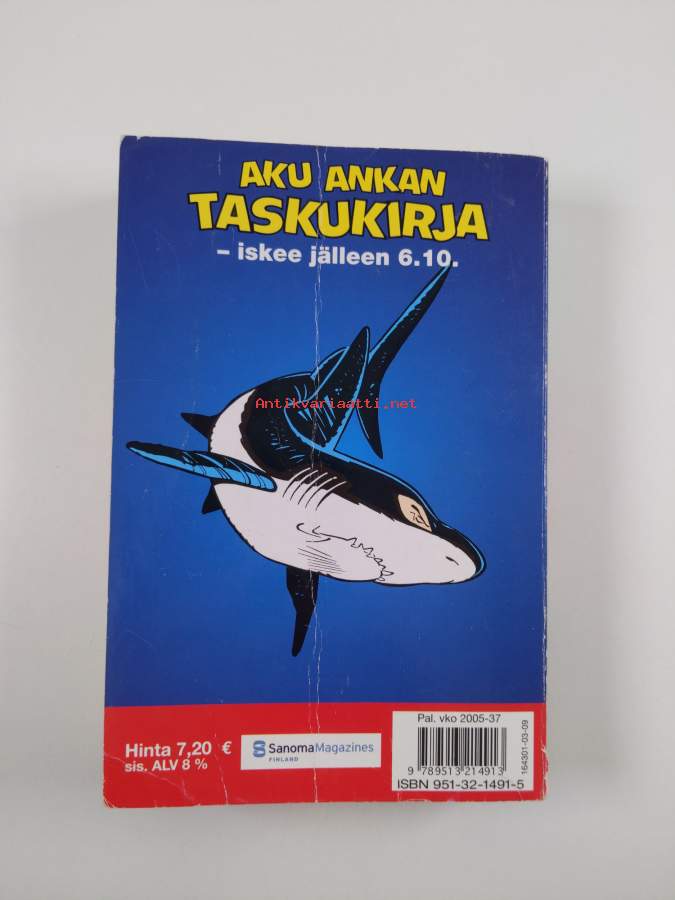 AKU ANKAN
TASKUKIRJA
– iskee jälleen 6.10.
Antikvariaatti.net
Hinta 7,20 €
sis. ALV 8 %
SanomaMagazines
FINLAND
Pal. vko 2005-37
9 789513 214913
ISBN 951-32-1491-5
164301-03-09